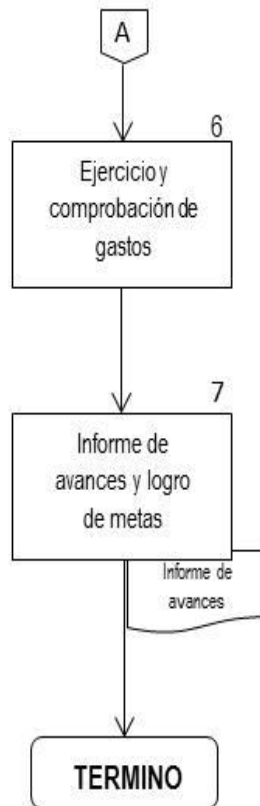 A
6
Ejercicio y
comprobación de
gastos
7
Informe de
avances y logro
de metas
Informe de
avances
TERMINO